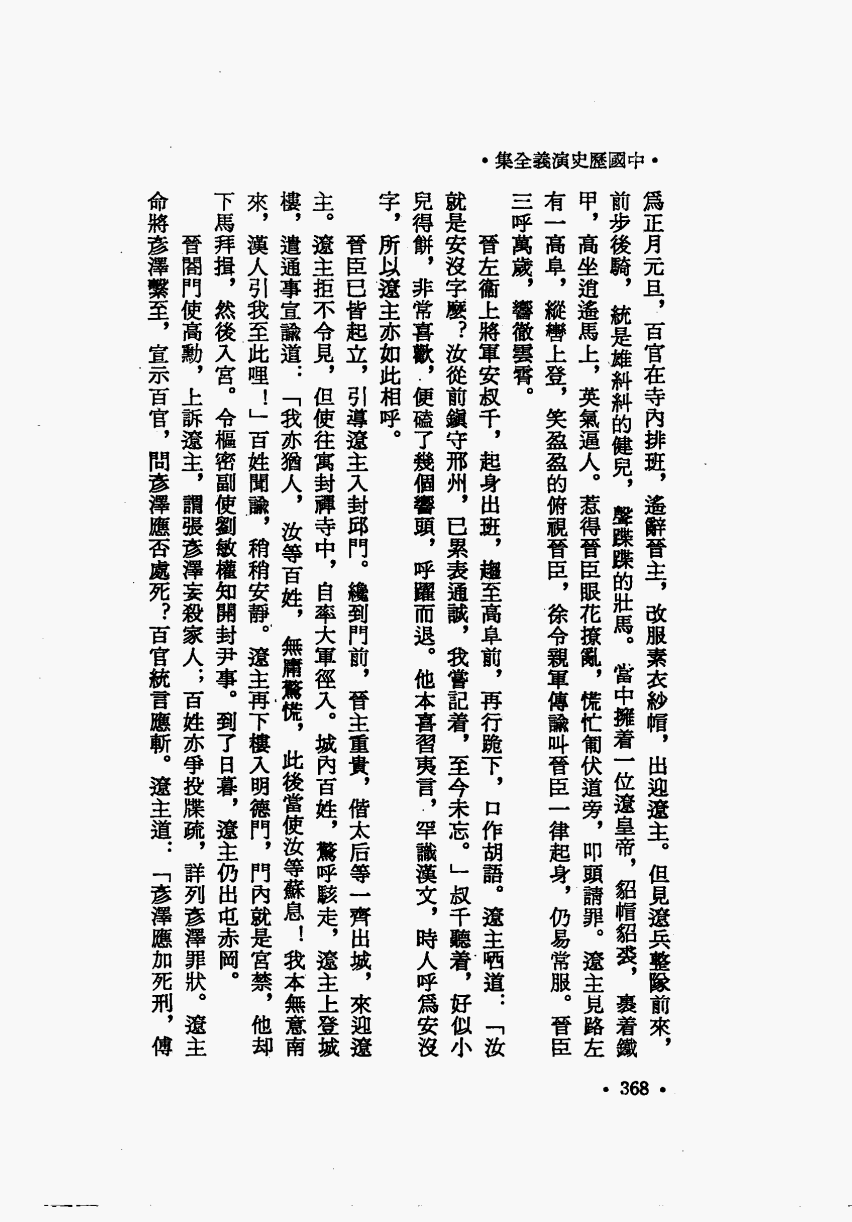 •中國歷史演義全集•
爲正月元旦，百官在寺內排班，遙辭晉主，改服素衣紗帽，出迎遼主。但見遼兵整隊前來，
前步後騎，統是雄糾糾的健兒，聲蹀蹀的壯馬。當中擁着一位遼皇帝，貂帽貂裘，裹着鐵
甲，高坐逍遙馬上，英氣逼人。惹得晉臣眼花撩亂，慌忙匍伏道旁，叩頭請罪。遼主見路左
有一高阜，縱轡上登，笑盈盈的俯視晉臣，徐令親軍傳諭叫晉臣一律起身，仍易常服。晉臣
三呼萬歲，響徹雲霄。
晉左衞上將軍安叔千，起身出班，趨至高阜前，再行跪下，口作胡語。遼主哂道：「汝
就是安沒字麽？汝從前鎭守邢州，已累表通誠，我嘗記着，至今未忘。」叔千聽着，好似小
兒得餅，非常喜歡，便磕了幾個響頭，呼躍而退。他本喜習夷言，罕識漢文，時人呼爲安沒
字，所以遼主亦如此相呼。
晉臣已皆起立，引導遼主入封邱門。纔到門前，晉主重貴，偕太后等一齊出城，來迎遼
主。遼主拒不令見，但使往寓封禪寺中，自率大軍徑入。城內百姓，驚呼駭走，遼主上登城
樓，遣通事宣諭道：「我亦猶人，汝等百姓，無庸驚慌，此後當使汝等蘇息！我本無意南
來，漢人引我至此哩！」百姓聞諭，稍稍安靜。遼主再下樓入明德門，門內就是宮禁，他却
下馬拜揖，然後入宮。令樞密副使劉敏權知開封尹事。到了日暮，遼主仍出屯赤岡。
晉閤門使高勳，上訴遼主，謂張彥澤妄殺家人；百姓亦爭投牒疏，詳列彥澤罪狀。遼主
命將彥澤繫至，宣示百官，問彥澤應否處死？百官統言應斬。遼主道：「彥澤應加死刑，傅
•368•